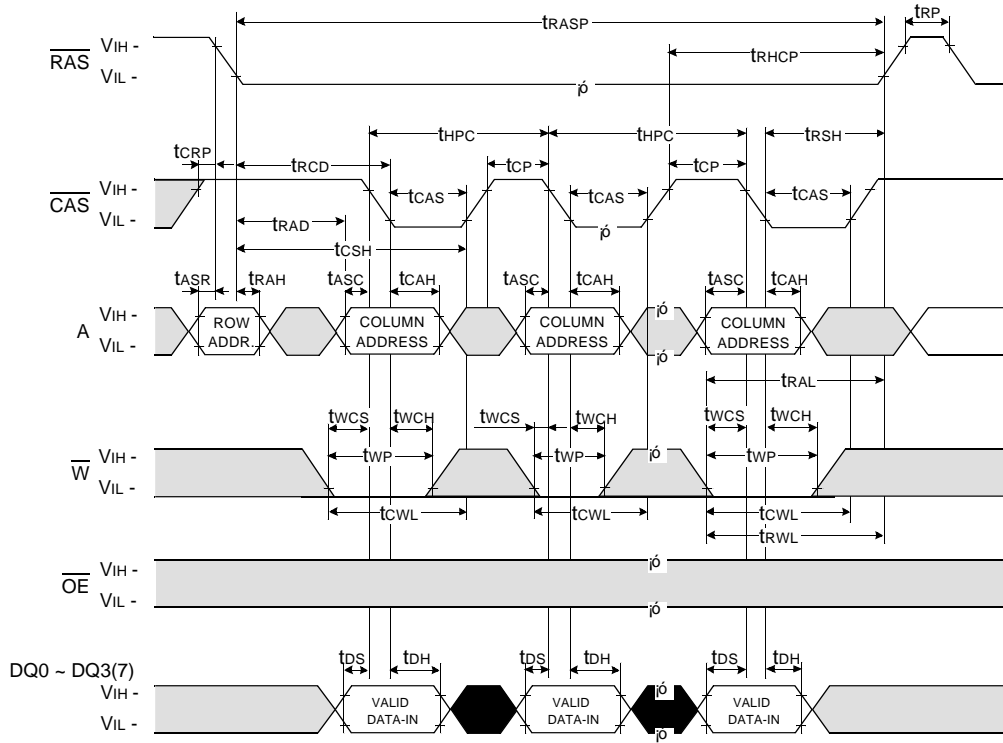 tRASP
tRP
RAS
VIH -
VIL -
tRHCP
¡ó
tHPC
tHPC
tRSH
tCRP
tRCD
tCP
tCP
CAS
VIH -
VIL -
tCAS
tCAS
tCAS
tRAD
¡ó
tCSH
tASR
tRAH
tASC
tCAH
tASC
tCAH
tASC
tCAH
A
VIH -
VIL -
ROW
ADDR.
COLUMN
ADDRESS
COLUMN
ADDRESS
¡ó
¡ó
COLUMN
ADDRESS
tRAL
tWCS
tWCH
tWCS
tWCH
tWCS
tWCH
W
VIH -
VIL -
tWP
tWP
¡ó
tWP
tCWL
tCWL
tCWL
tRWL
OE
VIH -
VIL -
¡ó
¡ó
tDS
tDH
tDS
tDH
tDS
tDH
DQ0 ~ DQ3(7)
VIH -
VIL -
VALID
DATA-IN
VALID
DATA-IN
¡ó
¡ó
VALID
DATA-IN